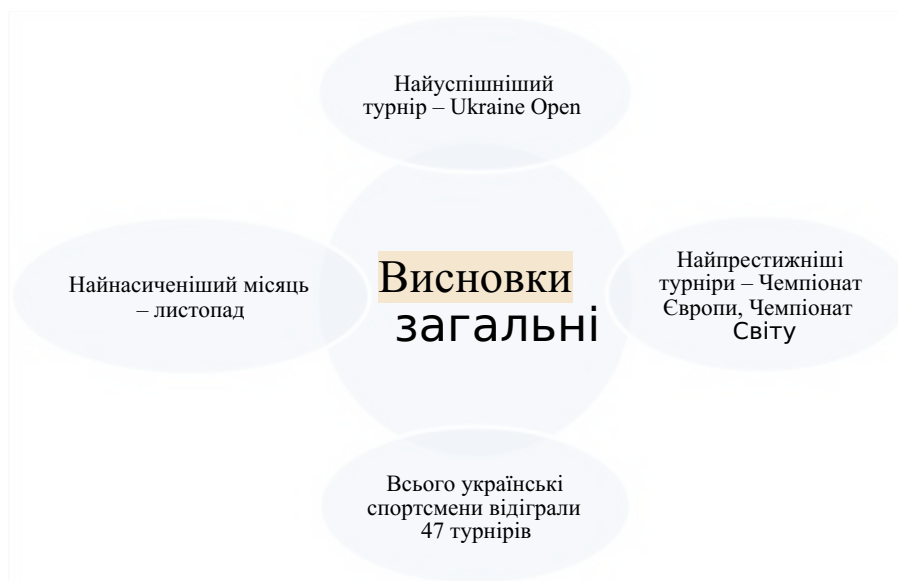 Найуспішніший
турнір – Ukraine Open
Найнасиченіший місяць
– листопад
Висновки
загальні
Найпрестижніші
турніри – Чемпіонат
Європи, Чемпіонат
Світу
Всього українські
спортсмени відіграли
47 турнірів